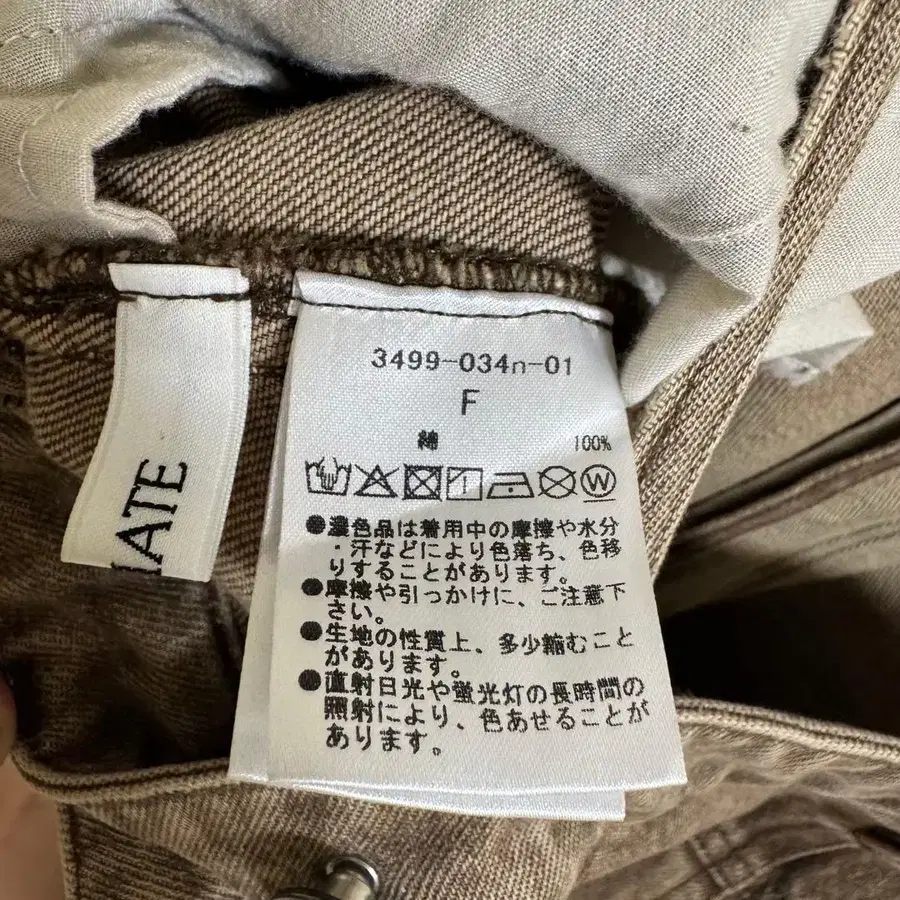 3499-034n-01
F
綿 100%
●濃色品は着用中の摩擦や水分
・汗などにより色落ち、色移
りすることがあります。
●摩擦や引っかけに、ご注意下
さい。
●生地の性質上、多少縮むこと
があります。
●直射日光や蛍光灯の長時間の
照射により、色あせることが
あります。
W